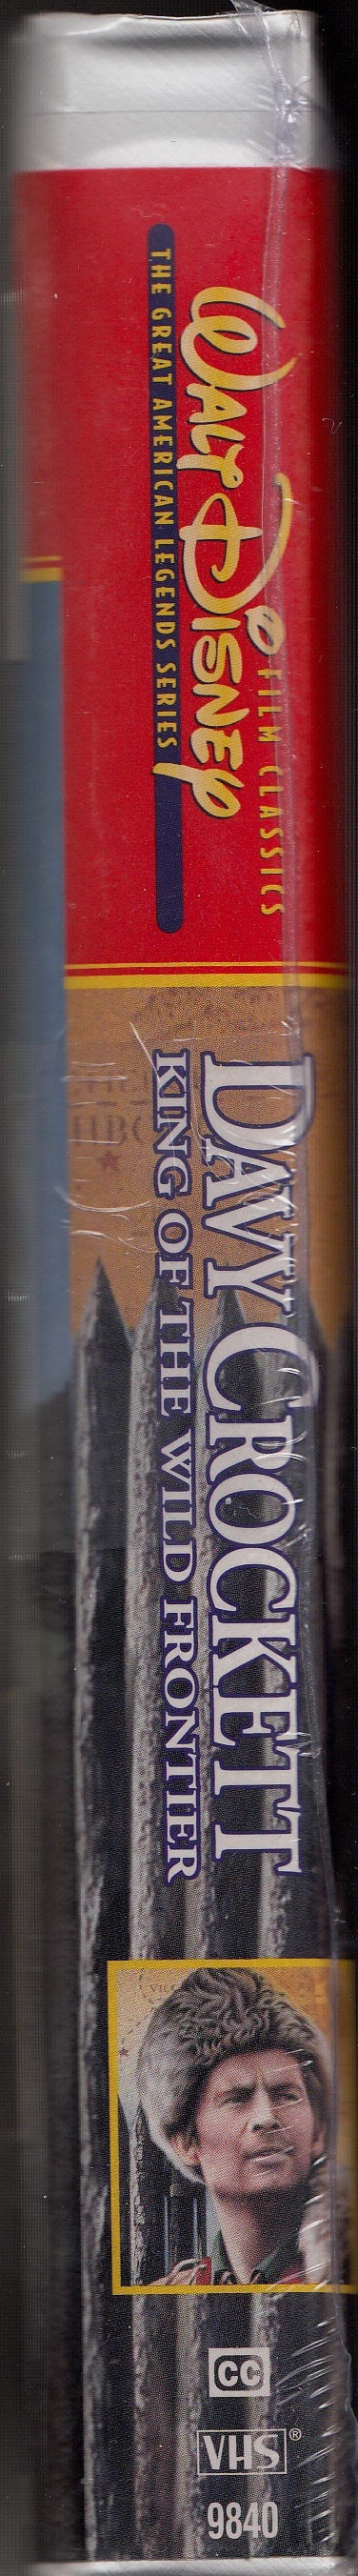 WALT DISNEY
FILM CLASSICS
THE GREAT AMERICAN LEGENDS SERIES
DAVY CROCKETT
KING OF THE WILD FRONTIER
CC
VHS®
9840